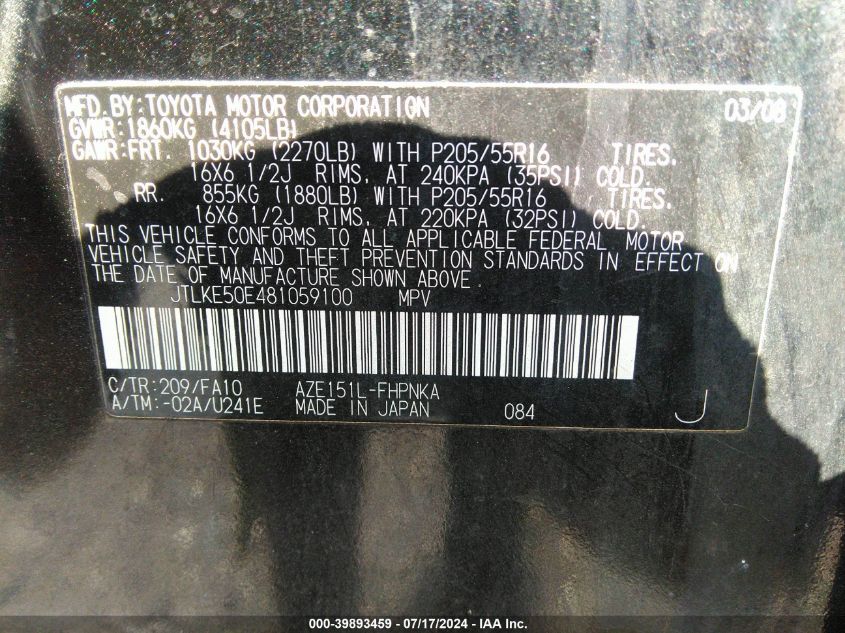 MFD.BY:TOYOTA MOTOR CORPORATION 03/08
GVWR:1860KG (4105LB)
GAWR:FRT. 1030KG (2270LB) WITH P205/55R16 TIRES.
16X6 1/2J RIMS, AT 240KPA (35PSI) COLD.
RR. 855KG (1880LB) WITH P205/55R16 TIRES.
16X6 1/2J RIMS, AT 220KPA (32PSI) COLD.
THIS VEHICLE CONFORMS TO ALL APPLICABLE FEDERAL MOTOR
VEHICLE SAFETY AND THEFT PREVENTION STANDARDS IN EFFECT ON
THE DATE OF MANUFACTURE SHOWN ABOVE.
JTLKE50E481059100 MPV
C/TR:209/FA10 AZE151L-FHPNKA
A/TM:-02A/U241E MADE IN JAPAN 084 J
000-39893459 - 07/17/2024 - IAA Inc.